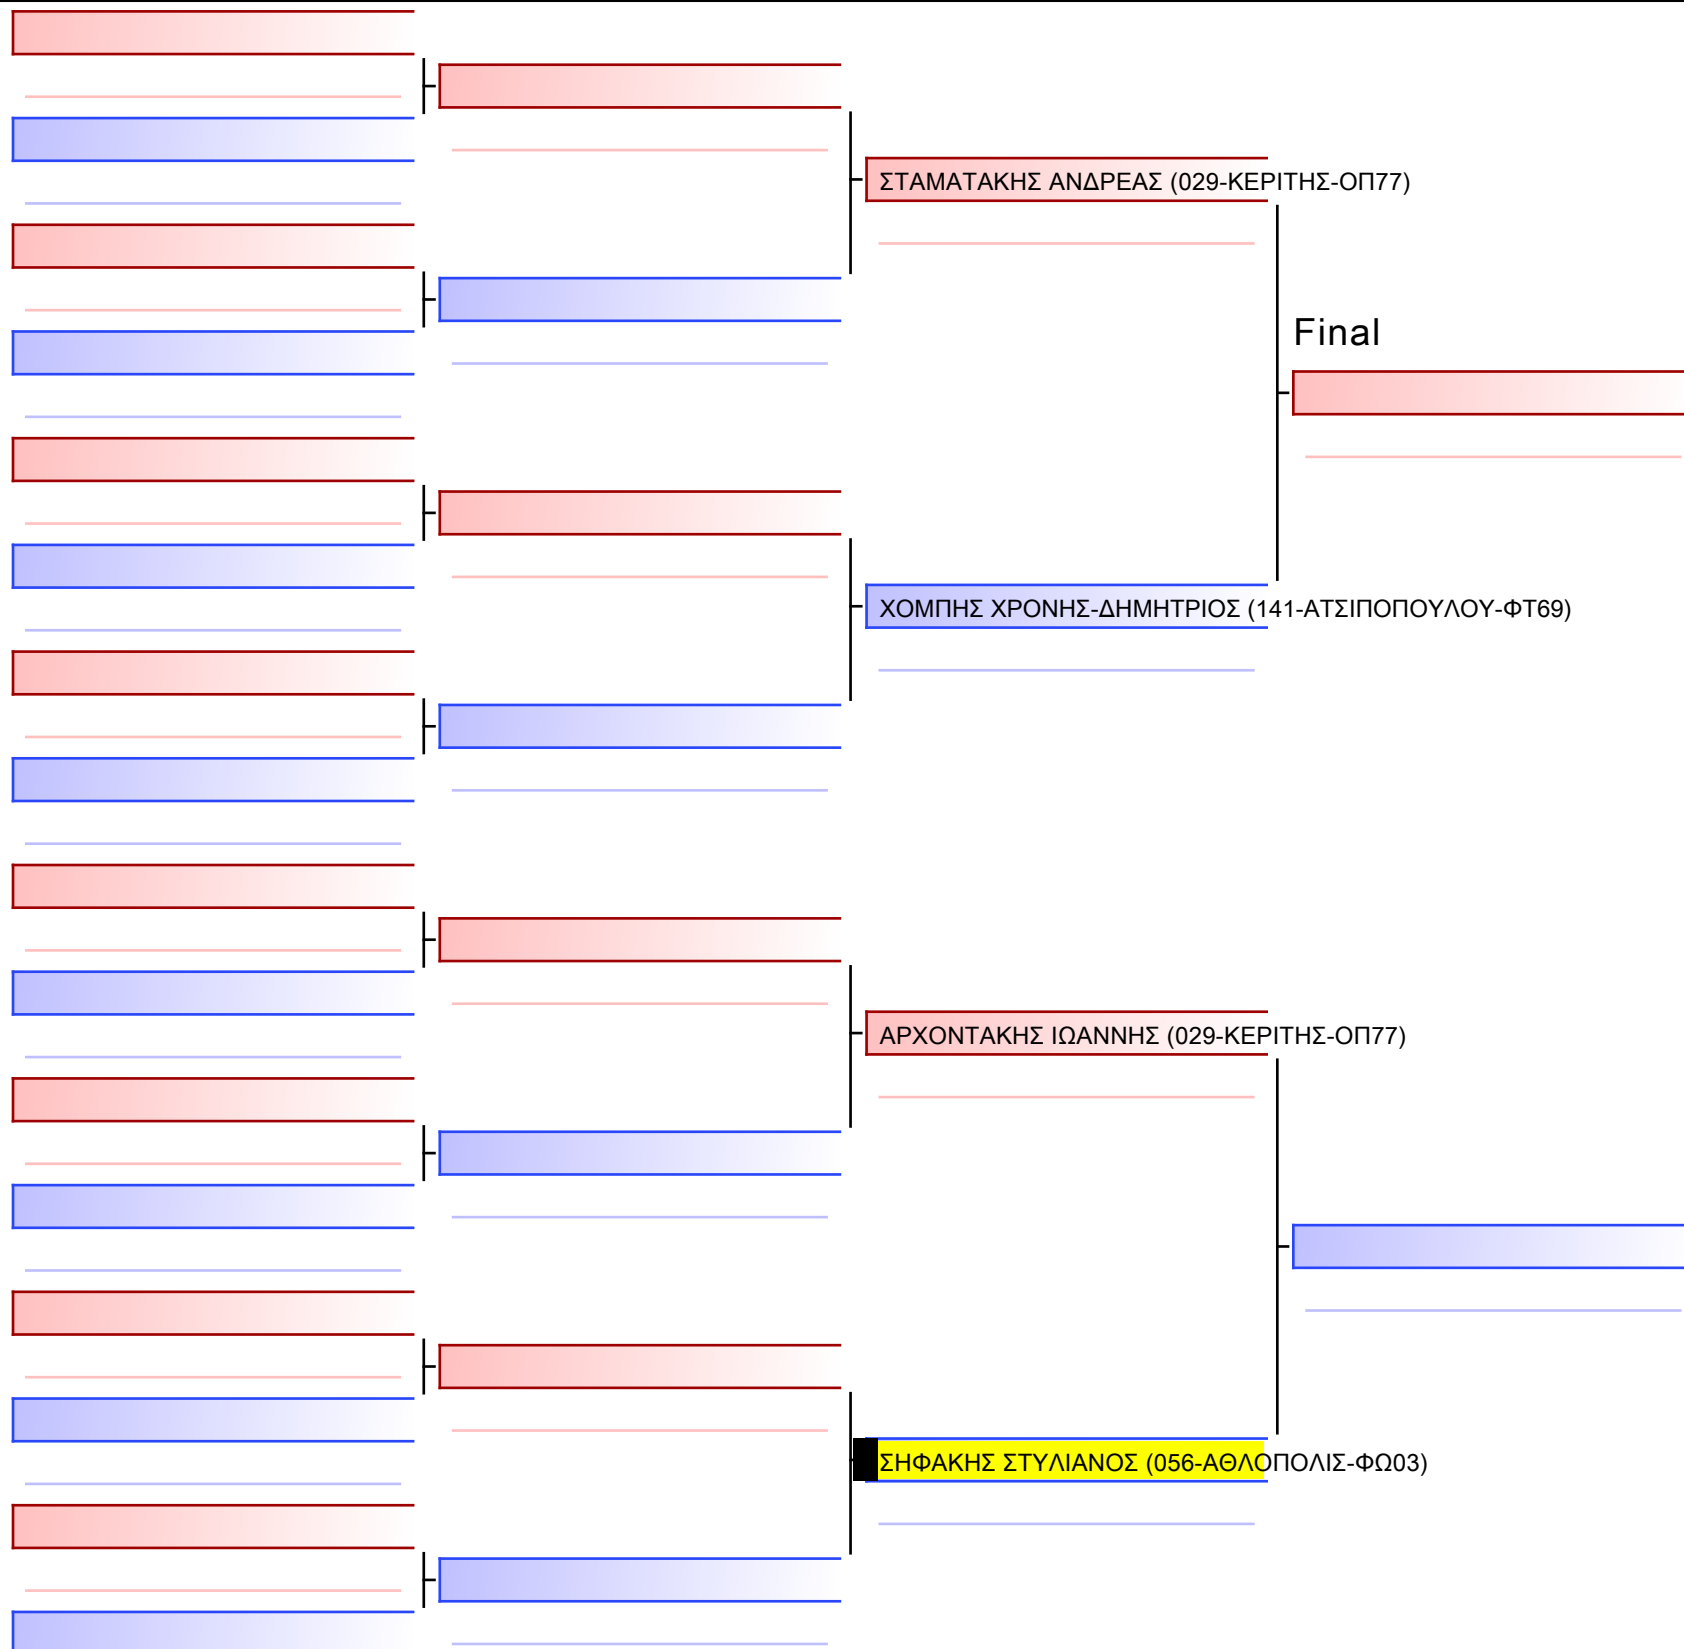 ΣΤΑΜΑΤΑΚΗΣ ΑΝΔΡΕΑΣ (029-ΚΕΡΙΤΗΣ-ΟΠ77)
Final
ΧΟΜΠΗΣ ΧΡΟΝΗΣ-ΔΗΜΗΤΡΙΟΣ (141-ΑΤΣΙΠΟΠΟΥΛΟΥ-ΦΤ69)
ΑΡΧΟΝΤΑΚΗΣ ΙΩΑΝΝΗΣ (029-ΚΕΡΙΤΗΣ-ΟΠ77)
ΣΗΦΑΚΗΣ ΣΤΥΛΙΑΝΟΣ (056-ΑΘΛΟΠΟΛΙΣ-ΦΩ03)